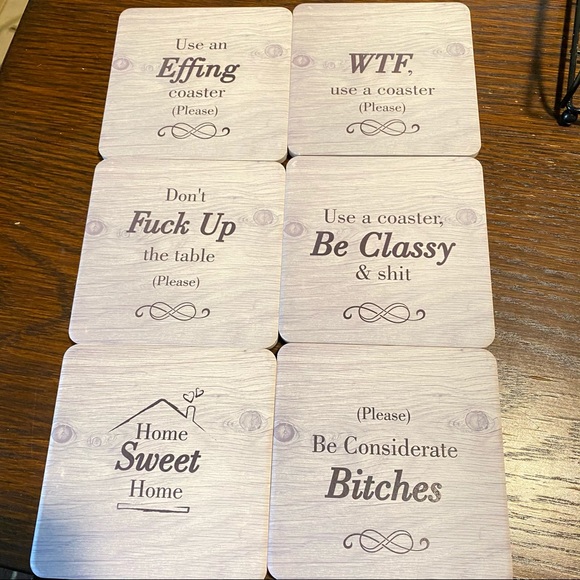 Use an
Effing
coaster
(Please)
WTF,
use a coaster
(Please)
Don't
Fuck Up
the table
(Please)
Use a coaster,
Be Classy
& shit
Home
Sweet
Home
(Please)
Be Considerate
Bitches